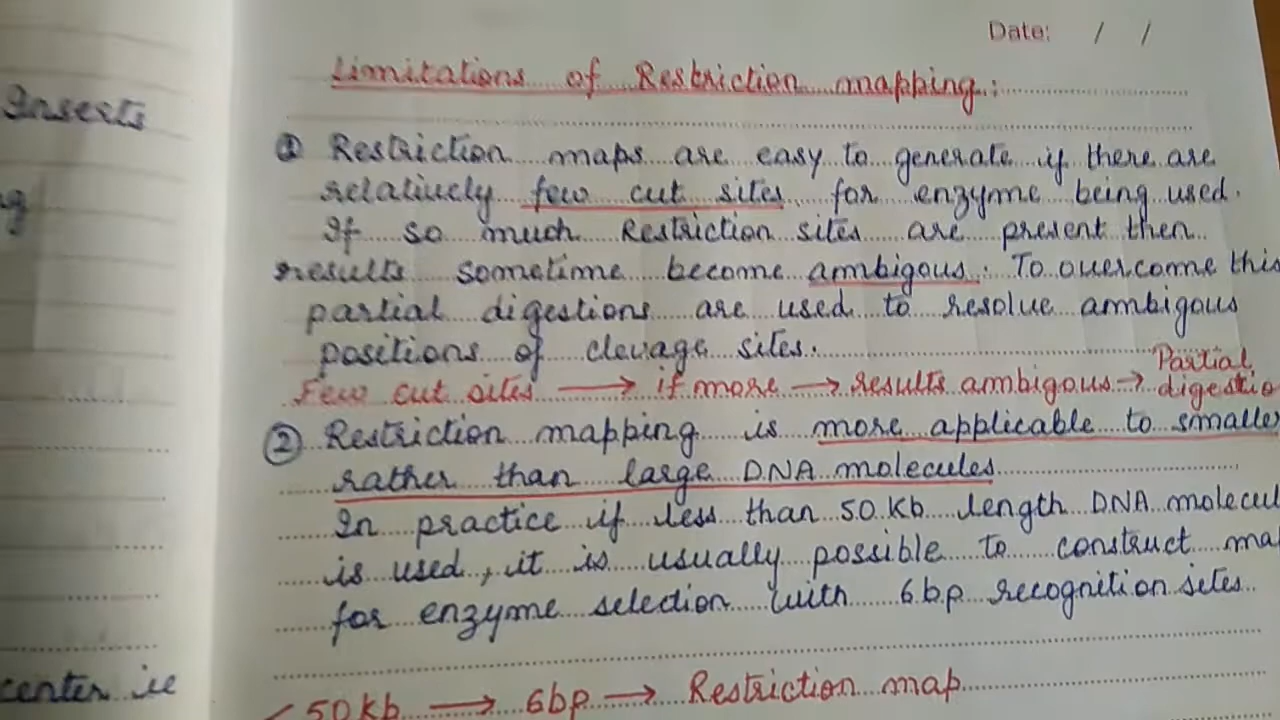 Date: / /
Inserts
Limitations of Restriction mapping:
① Restriction maps are easy to generate if there are
relatively few cut sites for enzyme being used.
If so much Restriction sites are present then
results sometime become ambigous. To overcome this
partial digestions are used to resolve ambigous
positions of clevage sites.
Few cut sites → if more → results ambigous → Partial
digestio
② Restriction mapping is more applicable to smaller
rather than large DNA molecules
In practice if less than 50 Kb length DNA molecul
is used, it is usually possible to construct ma
for enzyme selection with 6bp recognition sites.
center ie
50 kb → 6bp → Restriction map